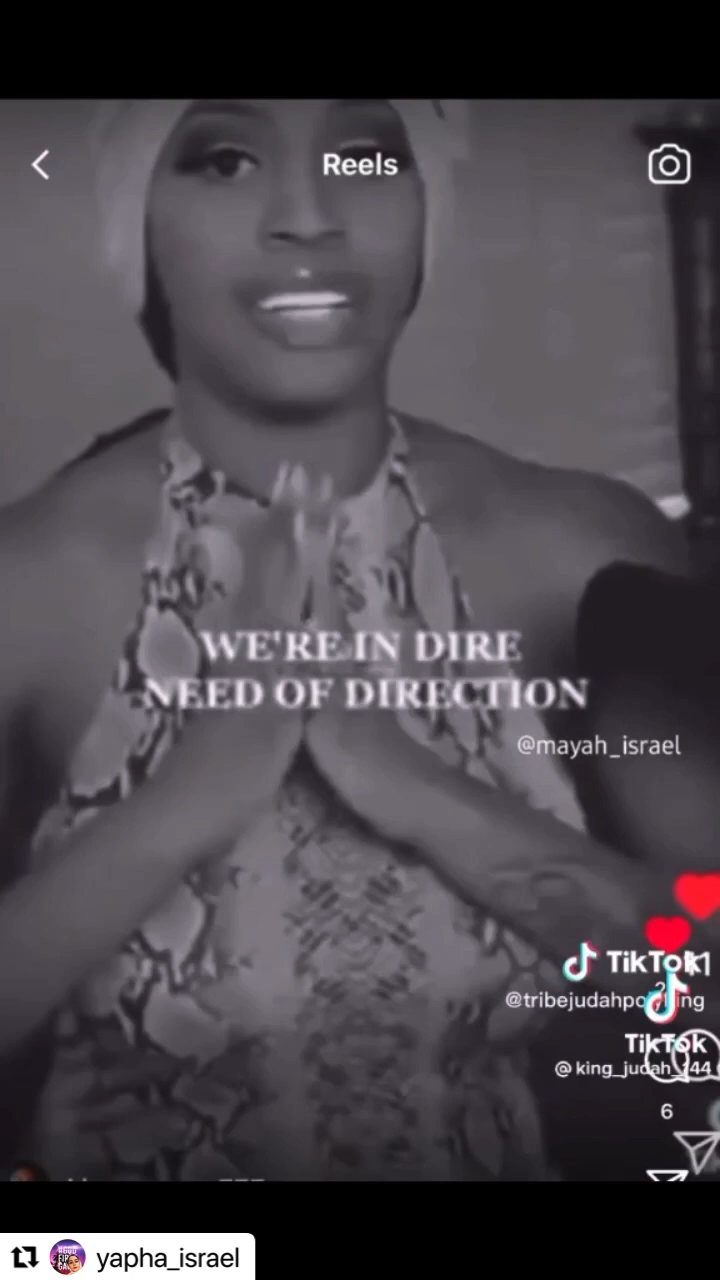 Reels
WE'RE IN DIRE
NEED OF DIRECTION
@mayah_israel
TikTok
TikTok
6
yapha_israel